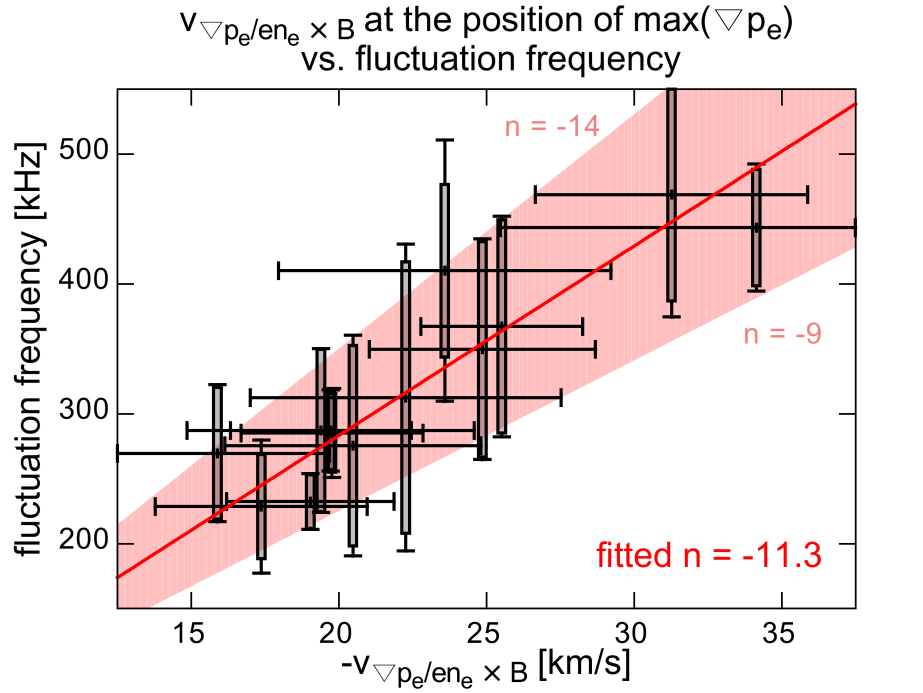 v▽pe/ene × B at the position of max(▽pe)
vs. fluctuation frequency
fluctuation frequency [kHz]
500
400
300
200
n = -14
n = -9
fitted n = -11.3
15 20 25 30 35
-v▽pe/ene × B [km/s]